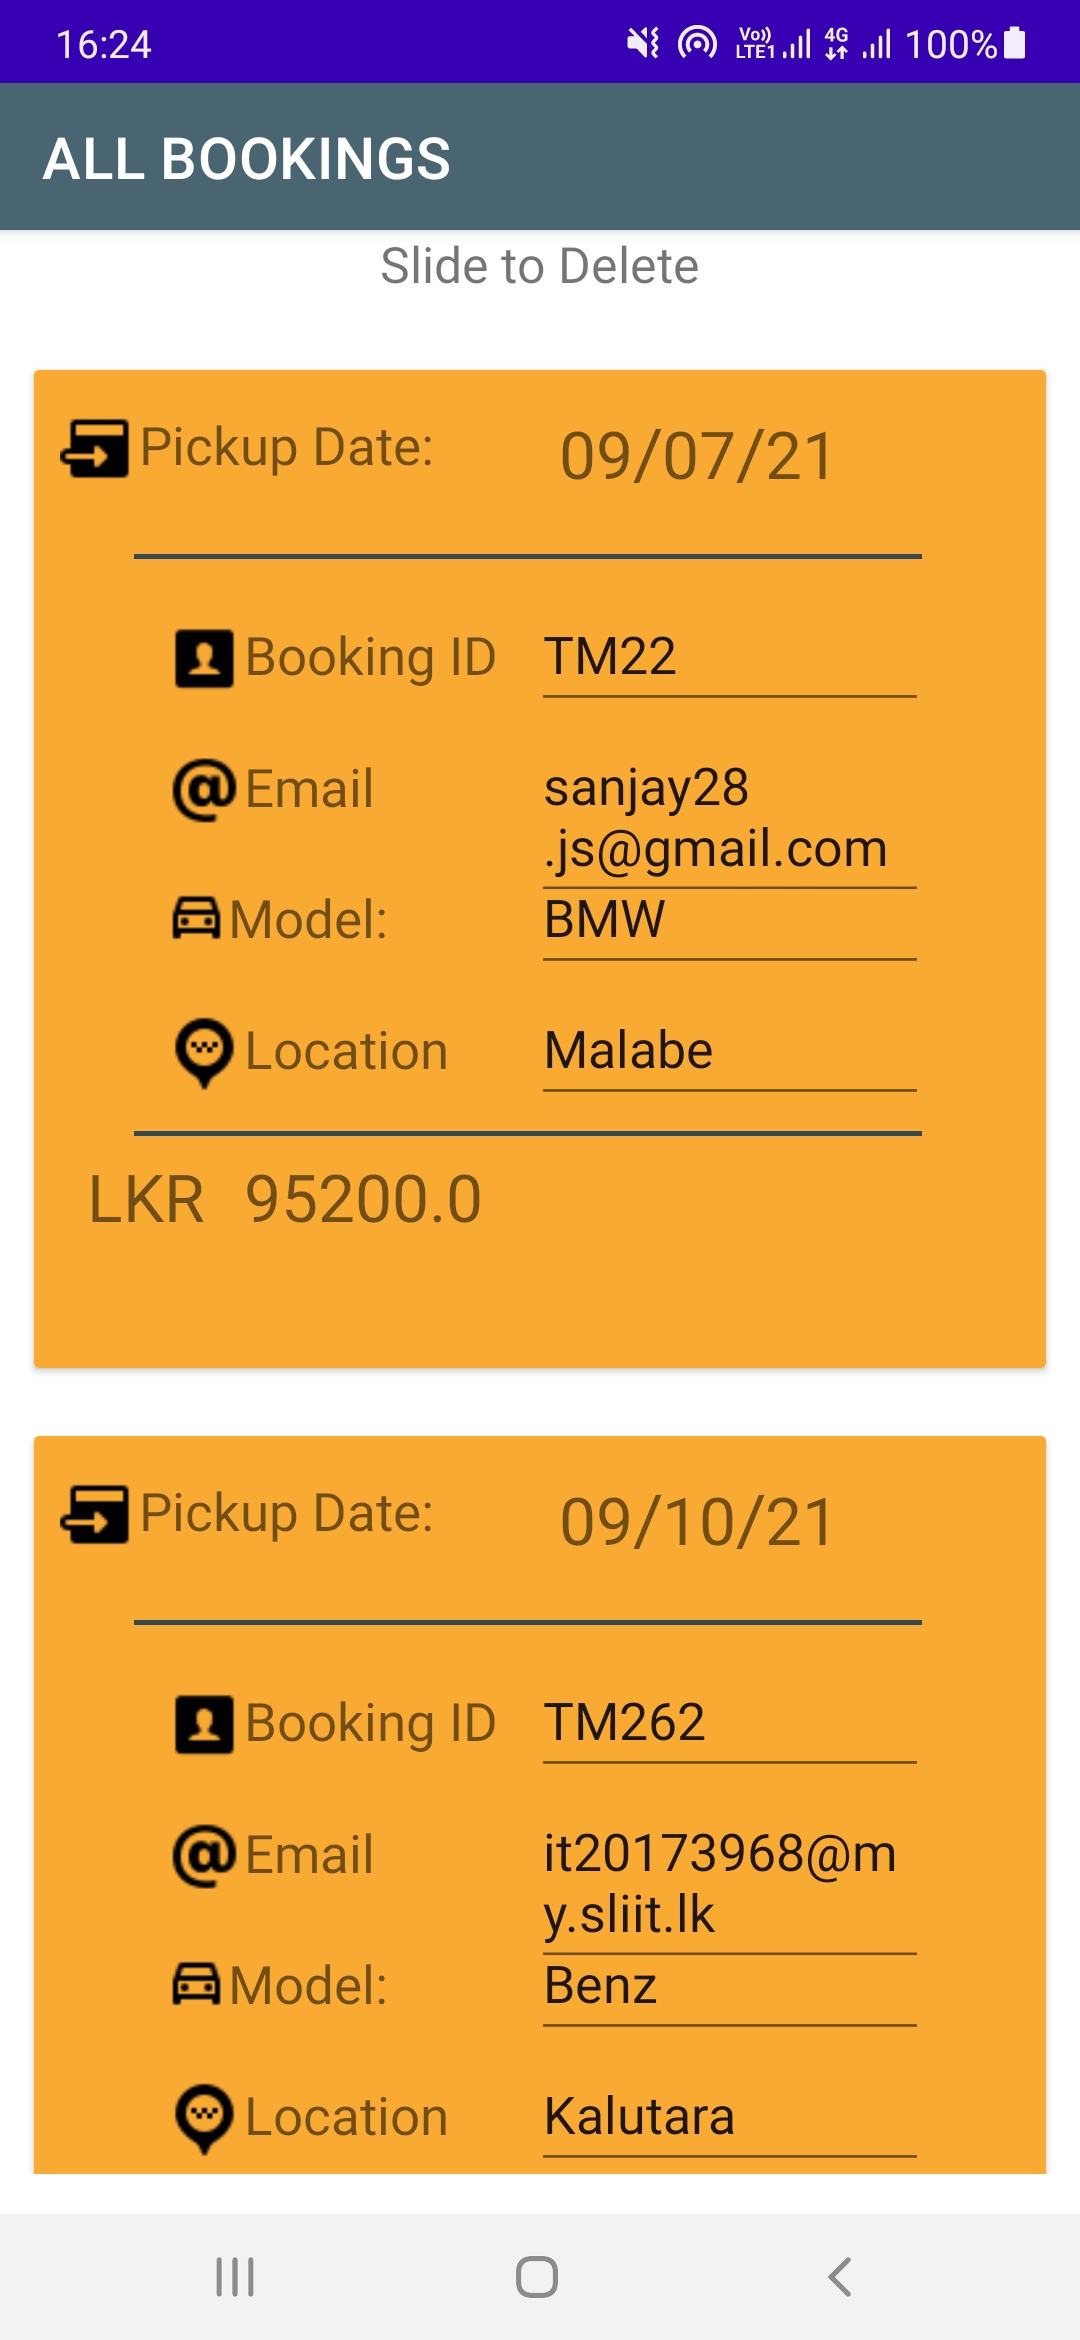 16:24 Vo)) LTE1 4G 100%
ALL BOOKINGS
Slide to Delete
Pickup Date: 09/07/21
Booking ID TM22
Email sanjay28
.js@gmail.com
Model: BMW
Location Malabe
LKR 95200.0
Pickup Date: 09/10/21
Booking ID TM262
Email it20173968@m
y.sliit.lk
Model: Benz
Location Kalutara